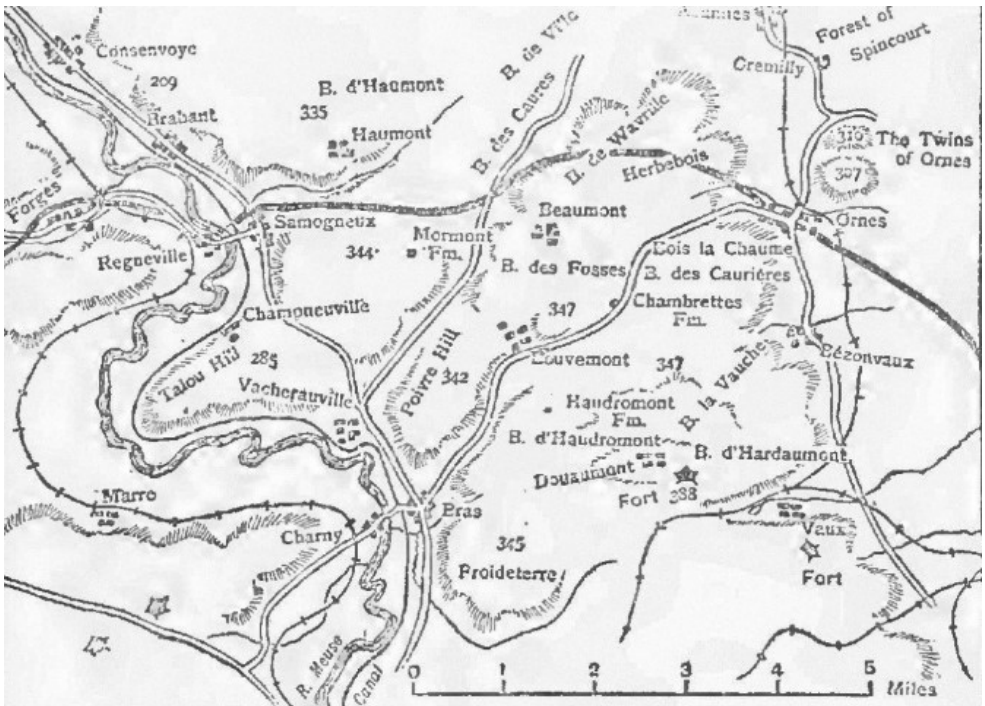 Forest of
Spincourt
Consenvoye
B. de Ville
Gremilly
209
B. d'Haumont
335
B. des Caures
Brabant
Haumont
B. de Wavrille
310
The Twins
of Ornes
307
Herbebois
Forges
Beaumont
Samogneux
Mormont
Fm.
344
Ornes
Bois la Chaume
Regneville
B. des Fosses
B. des Caurières
Chambrettes
Fm.
347
Champneuville
Louvemont
Bézonvaux
285
Talou Hill
Poivre Hill
342
347
B. la Vauche
Vacherauville
Haudromont
Fm.
B. d'Haudromont
B. d'Hardaumont
Douaumont
Fort
388
Marre
Bras
Charny
Vaux
345
Froideterre
Fort
R. Meuse
Canal
0 1 2 3 4 5
Miles